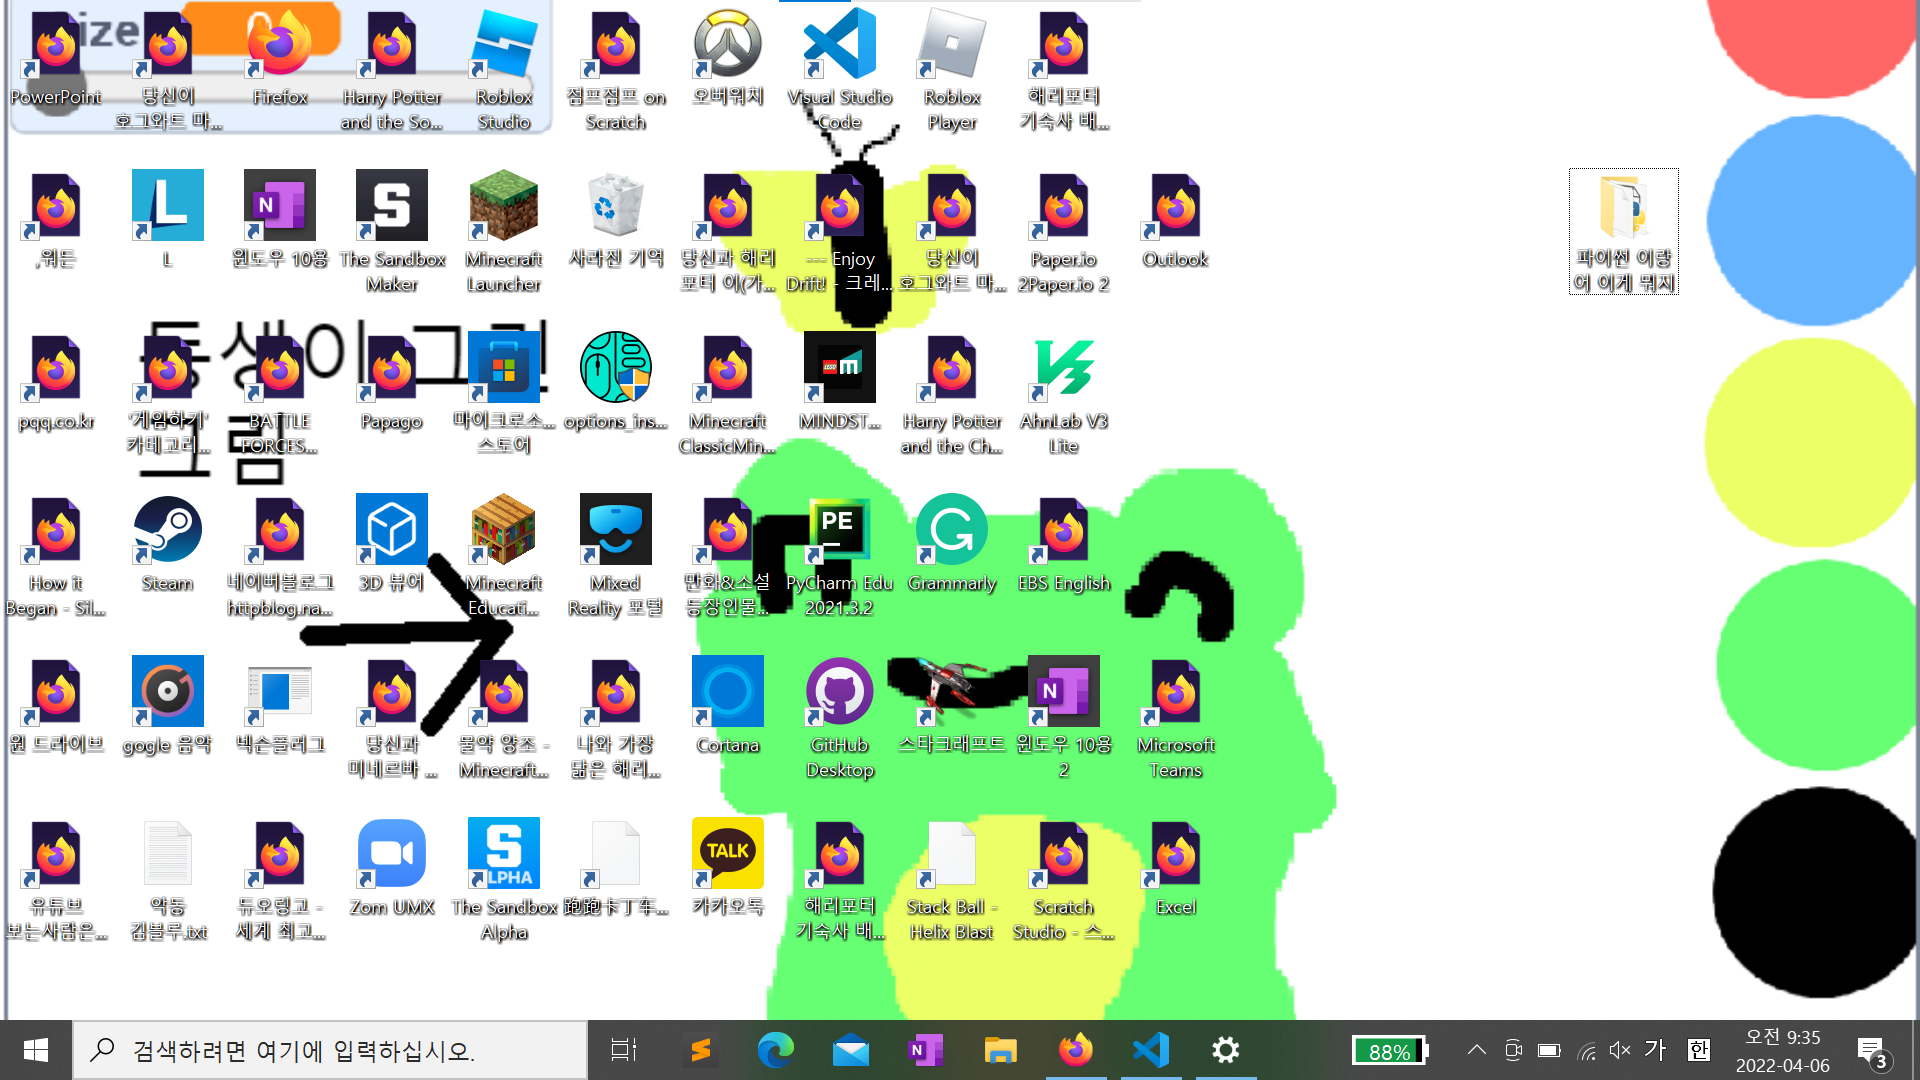 ize
PowerPoint
당신이
호그와트 마...
Firefox
Harry Potter
and the So...
Roblox
Studio
점프점프 on
Scratch
오버워치
Visual Studio
Code
Roblox
Player
해리포터
기숙사 배...
,뭐든
L
L
N
윈도우 10용
S
The Sandbox
Maker
Minecraft
Launcher
사라진 기억
당신과 해리
포터 이(가...
--- Enjoy
Drift! - 크레...
당신이
호그와트 마...
Paper.io
2Paper.io 2
Outlook
파이썬 이랑
어 이게 뭐지
동생이 그린
그림
pqq.co.kr
'게임하기'
카테고리...
BATTLE
FORCES...
Papago
마이크로소...
스토어
options_ins...
Minecraft
ClassicMin...
LEGO m
MINDST...
Harry Potter
and the Ch...
V3
AhnLab V3
Lite
How it
Began - Sil...
Steam
네이버블로그
httpblog.na...
3D 뷰어
Minecraft
Educati...
Mixed
Reality 포털
만화&소설
등장인물...
PE
PyCharm Edu
2021.3.2
G
Grammarly
EBS English
원 드라이브
gogle 음악
넥슨플러그
당신과
미네르바 ...
물약 양조 -
Minecraft...
나와 가장
닮은 해리...
Cortana
GitHub
Desktop
스타크래프트
N
윈도우 10용
2
Microsoft
Teams
유튜브
보는사람은...
악동
김블루.txt
듀오링고 -
세계 최고...
Zom UMX
S
ALPHA
The Sandbox
Alpha
跑跑卡丁车...
TALK
카카오톡
해리포터
기숙사 배...
Stack Ball -
Helix Blast
Scratch
Studio - 스...
Excel
검색하려면 여기에 입력하십시오.
N
88%
가
한
오전 9:35
2022-04-06
3